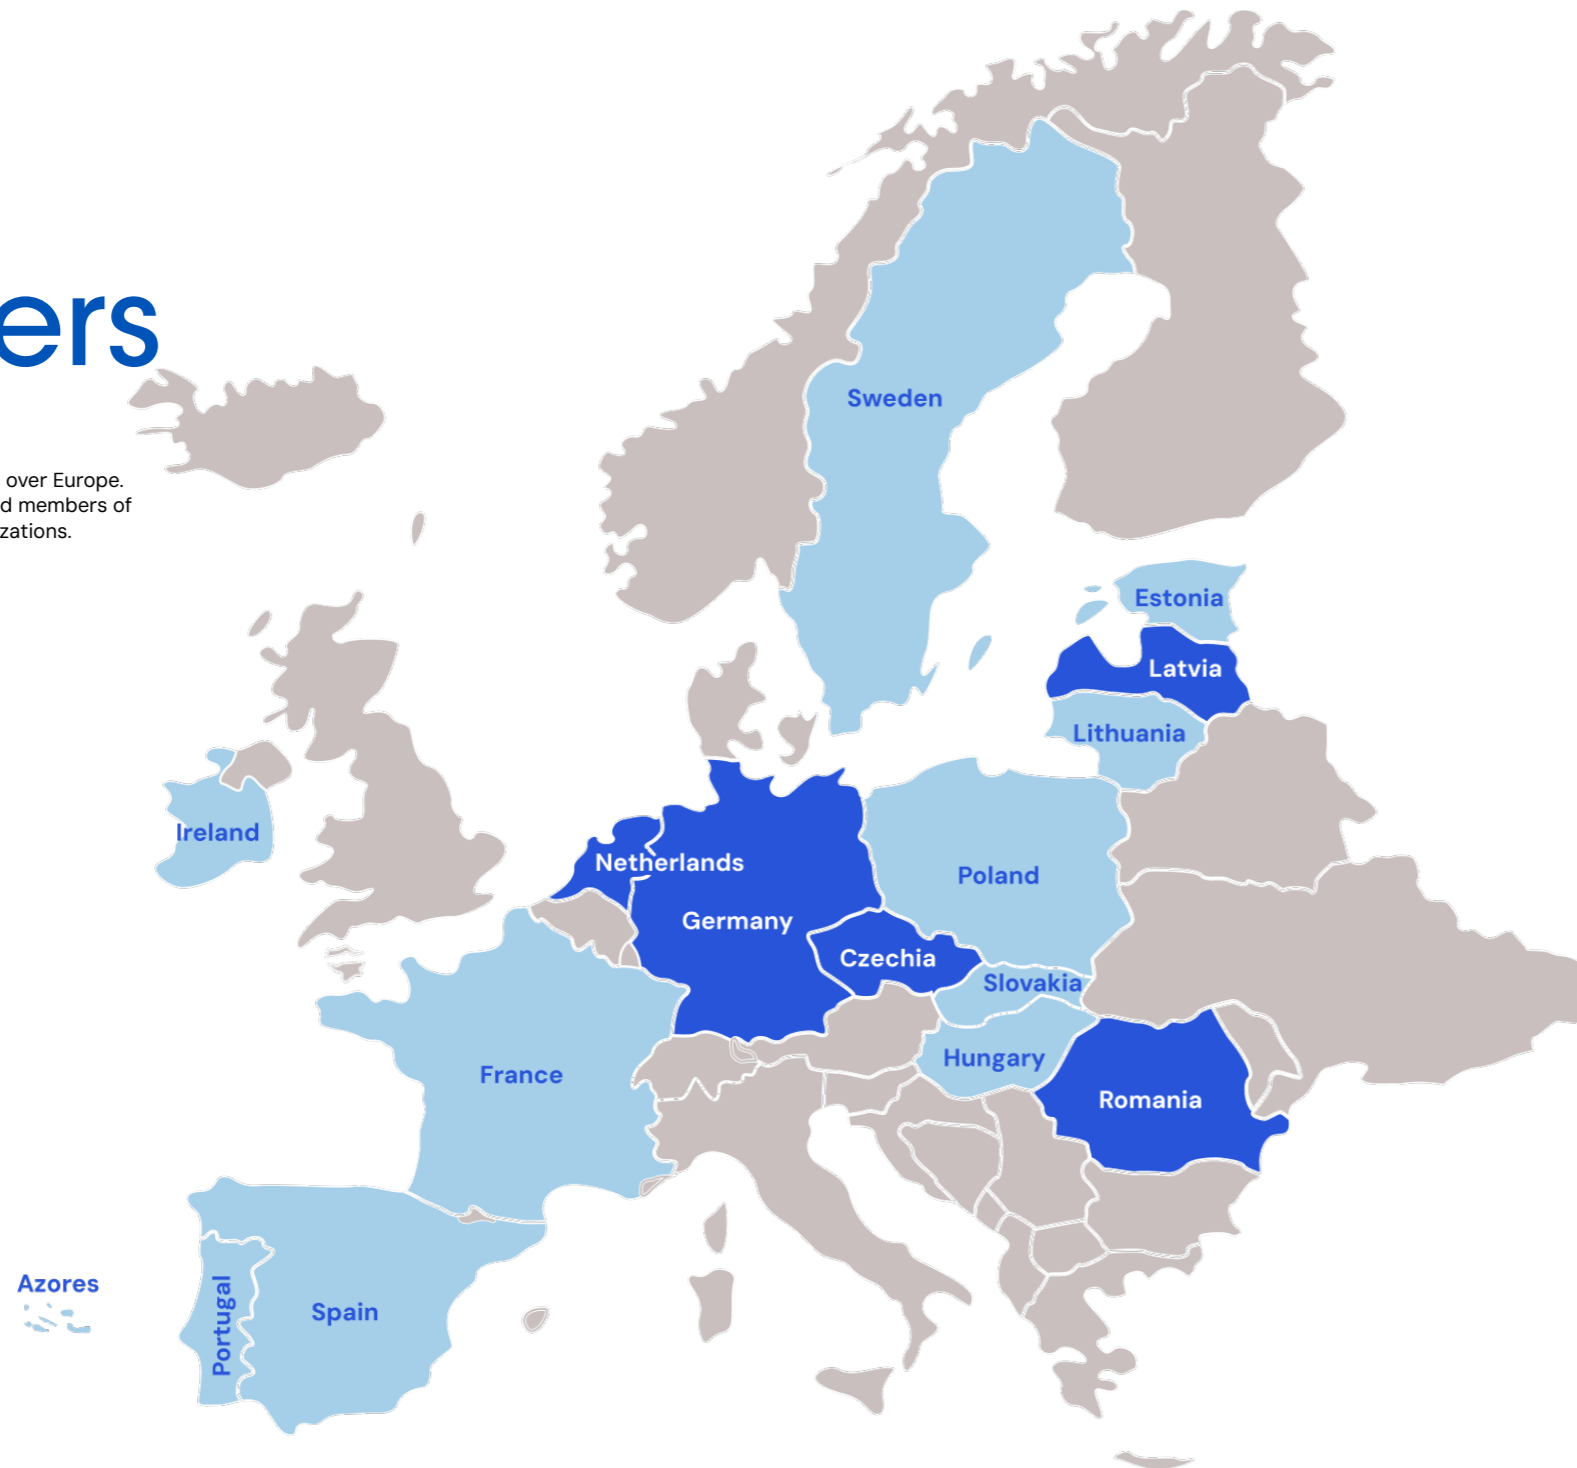 ers
over Europe.
d members of
zations.
Sweden
Estonia
Latvia
Lithuania
Ireland
Netherlands
Poland
Germany
Czechia
Slovakia
Hungary
France
Romania
Azores
Portugal
Spain